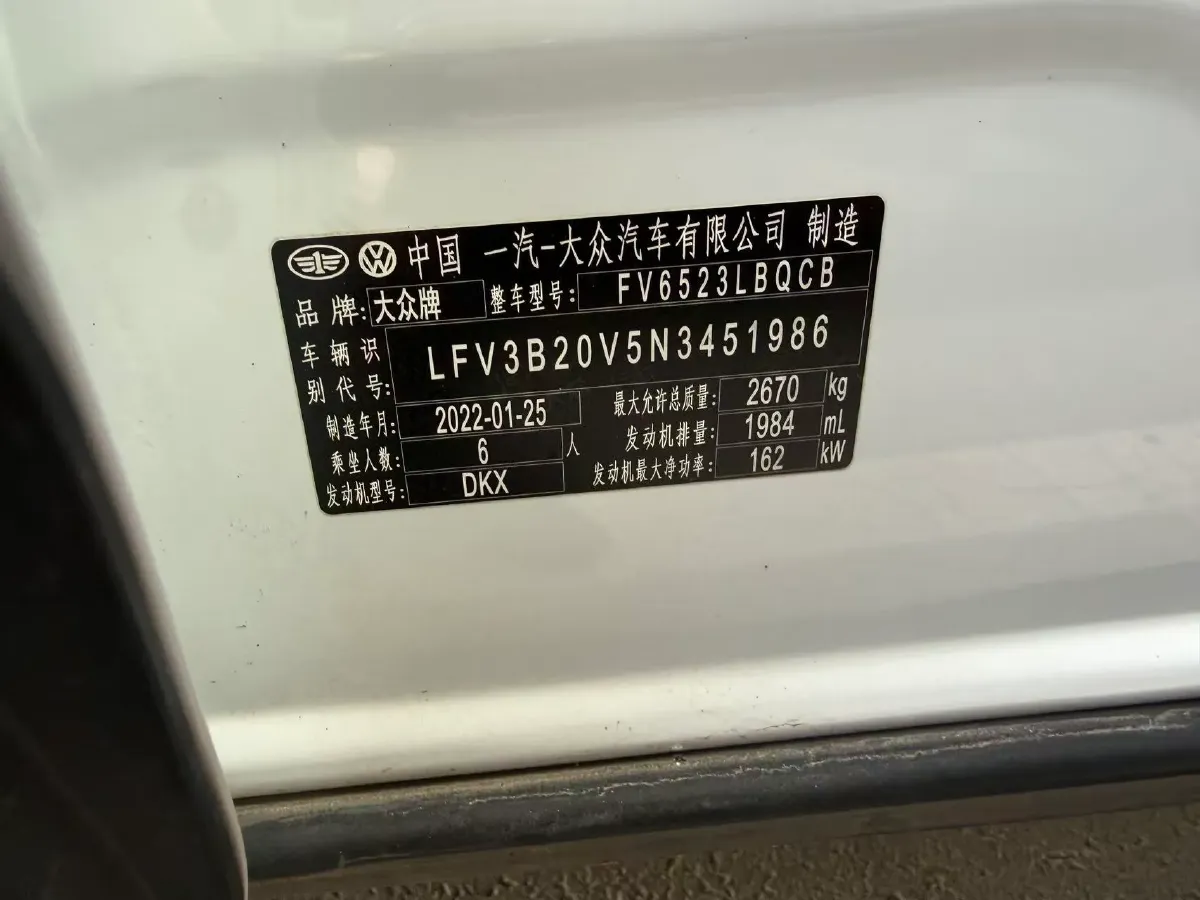 中国 一汽-大众汽车有限公司 制造
品牌: 大众牌 整车型号: FV6523LBQCB
车辆识别代号: LFV3B20V5N3451986
制造年月: 2022-01-25 最大允许总质量: 2670 kg
乘坐人数: 6 人 发动机排量: 1984 mL
发动机型号: DKX 发动机最大净功率: 162 kW